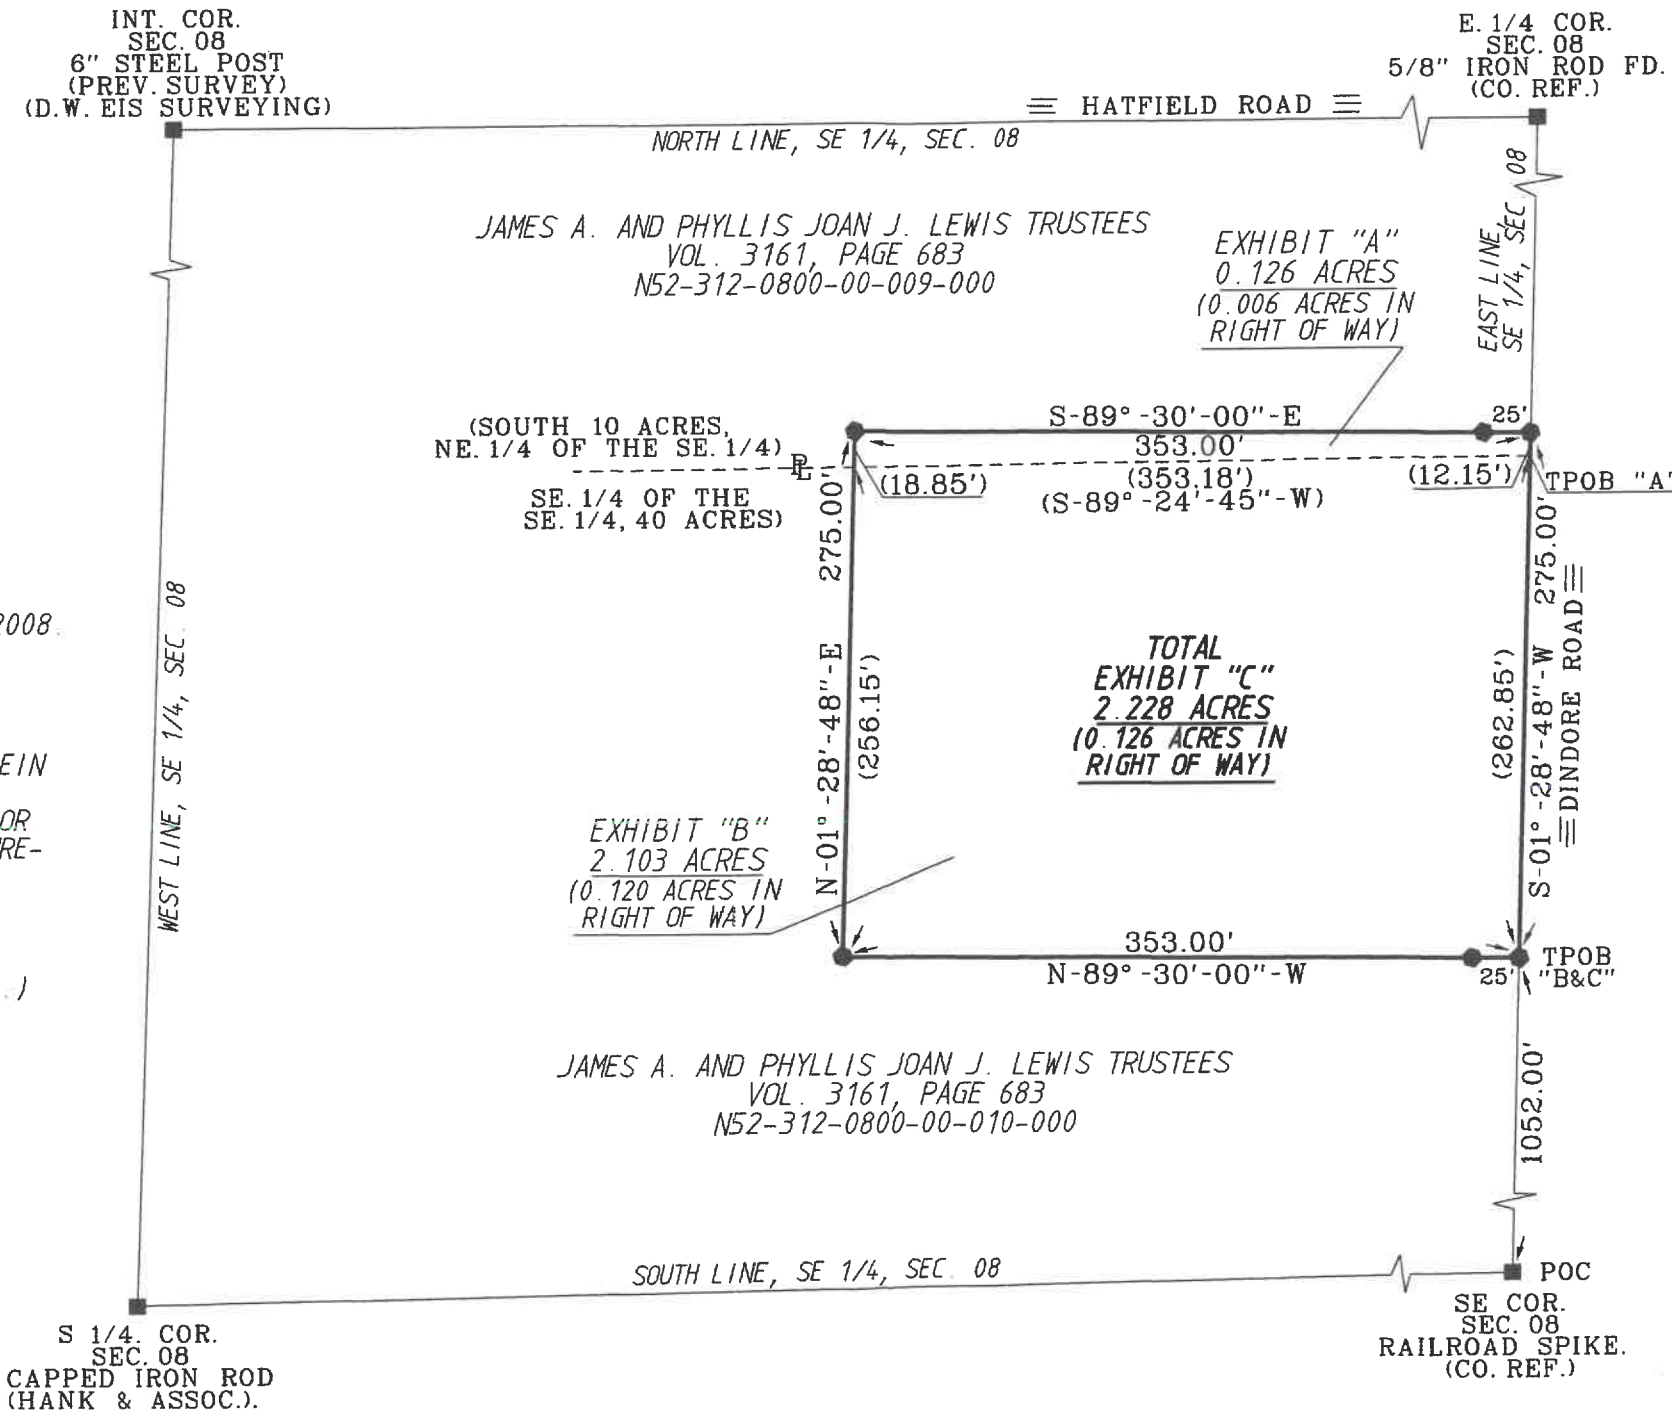 INT. COR.
SEC. 08
6" STEEL POST
(PREV. SURVEY)
(D.W. EIS SURVEYING)
E. 1/4 COR.
SEC. 08
5/8" IRON ROD FD.
(CO. REF.)
HATFIELD ROAD
NORTH LINE, SE 1/4, SEC. 08
JAMES A. AND PHYLLIS JOAN J. LEWIS TRUSTEES
VOL. 3161, PAGE 683
N52-312-0800-00-009-000
EXHIBIT "A"
0.126 ACRES
(0.006 ACRES IN
RIGHT OF WAY)
EAST LINE,
SE 1/4, SEC 08
(SOUTH 10 ACRES,
NE. 1/4 OF THE SE. 1/4)
PL
SE. 1/4 OF THE
SE. 1/4, 40 ACRES)
S-89°-30'-00"-E
25'
353.00'
(18.85')
(353.18')
(S-89°-24'-45"-W)
(12.15')
TPOB "A"
N-01°-28'-48"-E 275.00'
(256.15')
S-01°-28'-48"-W 275.00'
(262.85')
DINDORE ROAD
WEST LINE, SE 1/4, SEC. 08
2008.
EIN
OR
RE-
.)
TOTAL
EXHIBIT "C"
2.228 ACRES
(0.126 ACRES IN
RIGHT OF WAY)
EXHIBIT "B"
2.103 ACRES
(0.120 ACRES IN
RIGHT OF WAY)
353.00'
N-89°-30'-00"-W
25'
TPOB
"B&C"
JAMES A. AND PHYLLIS JOAN J. LEWIS TRUSTEES
VOL. 3161, PAGE 683
N52-312-0800-00-010-000
1052.00'
SOUTH LINE, SE 1/4, SEC. 08
POC
SE COR.
SEC. 08
RAILROAD SPIKE.
(CO. REF.)
S 1/4. COR.
SEC. 08
CAPPED IRON ROD
(HANK & ASSOC.).